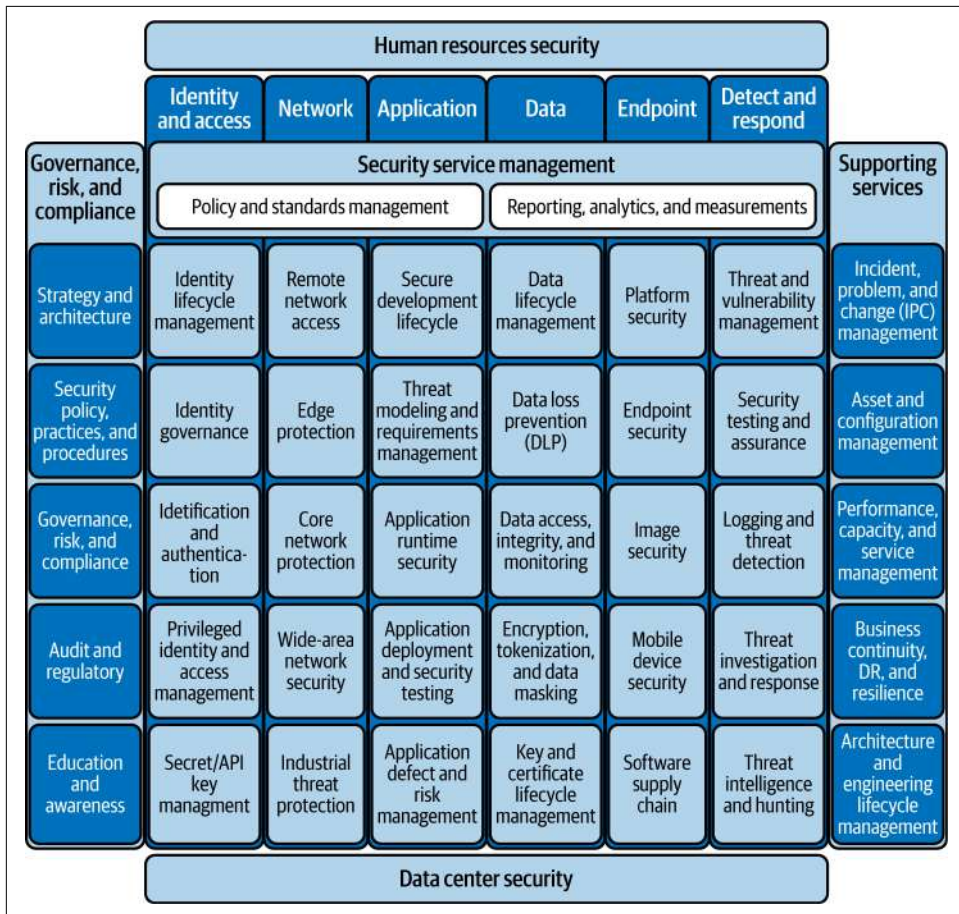 Human resources security
Identity
and access
Network
Application
Data
Endpoint
Detect and
respond
Governance,
risk, and
compliance
Security service management
Policy and standards management
Reporting, analytics, and measurements
Supporting
services
Strategy and
architecture
Identity
lifecycle
management
Remote
network
access
Secure
development
lifecycle
Data
lifecycle
management
Platform
security
Threat and
vulnerability
management
Incident,
problem, and
change (IPC)
management
Security
policy,
practices, and
procedures
Identity
governance
Edge
protection
Threat
modeling and
requirements
management
Data loss
prevention
(DLP)
Endpoint
security
Security
testing and
assurance
Asset and
configuration
management
Governance,
risk, and
compliance
Idetification
and
authentica-
tion
Core
network
protection
Application
runtime
security
Data access,
integrity, and
monitoring
Image
security
Logging and
threat
detection
Performance,
capacity, and
service
management
Audit and
regulatory
Privileged
identity and
access
management
Wide-area
network
security
Application
deployment
and security
testing
Encryption,
tokenization,
and data
masking
Mobile
device
security
Threat
investigation
and response
Business
continuity,
DR, and
resilience
Education
and
awareness
Secret/API
key
managment
Industrial
threat
protection
Application
defect and
risk
management
Key and
certificate
lifecycle
management
Software
supply
chain
Threat
intelligence
and hunting
Architecture
and
engineering
lifecycle
management
Data center security